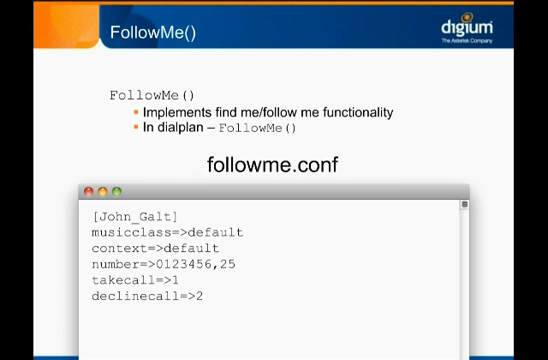 FollowMe()
digium
The Asterisk Company
FollowMe()
Implements find me/follow me functionality
In dialplan – FollowMe()
followme.conf
[John_Galt]
musicclass=>default
context=>default
number=>0123456,25
takecall=>1
declinecall=>2